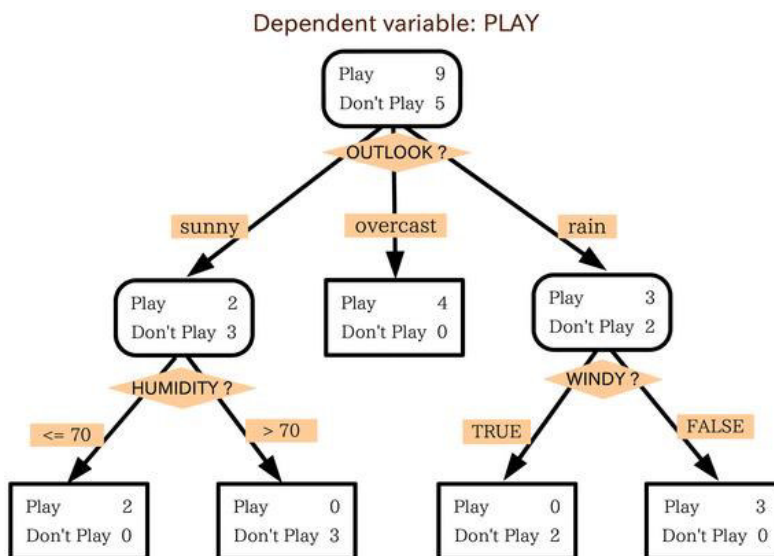 Dependent variable: PLAY
Play 9
Don't Play 5
OUTLOOK ?
sunny
overcast
rain
Play 2
Don't Play 3
Play 4
Don't Play 0
Play 3
Don't Play 2
HUMIDITY ?
WINDY ?
<= 70
> 70
TRUE
FALSE
Play 2
Don't Play 0
Play 0
Don't Play 3
Play 0
Don't Play 2
Play 3
Don't Play 0